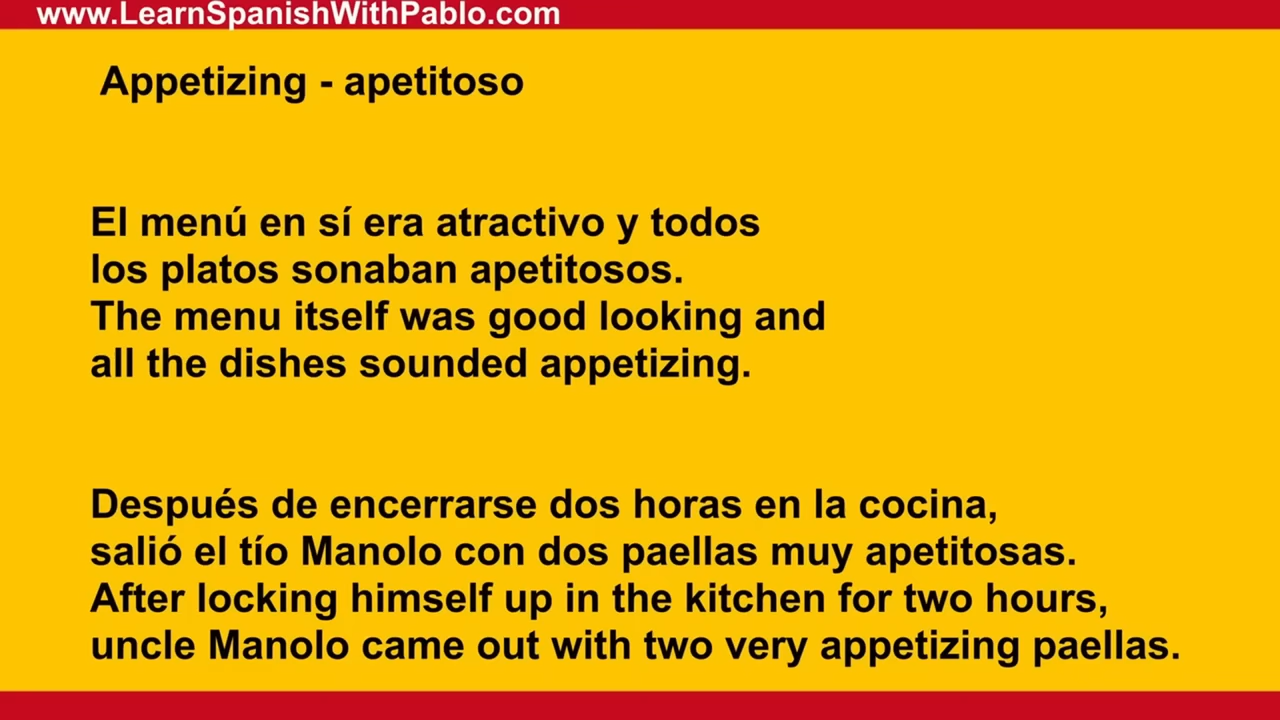 www.LearnSpanishWithPablo.com
Appetizing - apetitoso
El menú en sí era atractivo y todos
los platos sonaban apetitosos.
The menu itself was good looking and
all the dishes sounded appetizing.
Después de encerrarse dos horas en la cocina,
salió el tío Manolo con dos paellas muy apetitosas.
After locking himself up in the kitchen for two hours,
uncle Manolo came out with two very appetizing paellas.